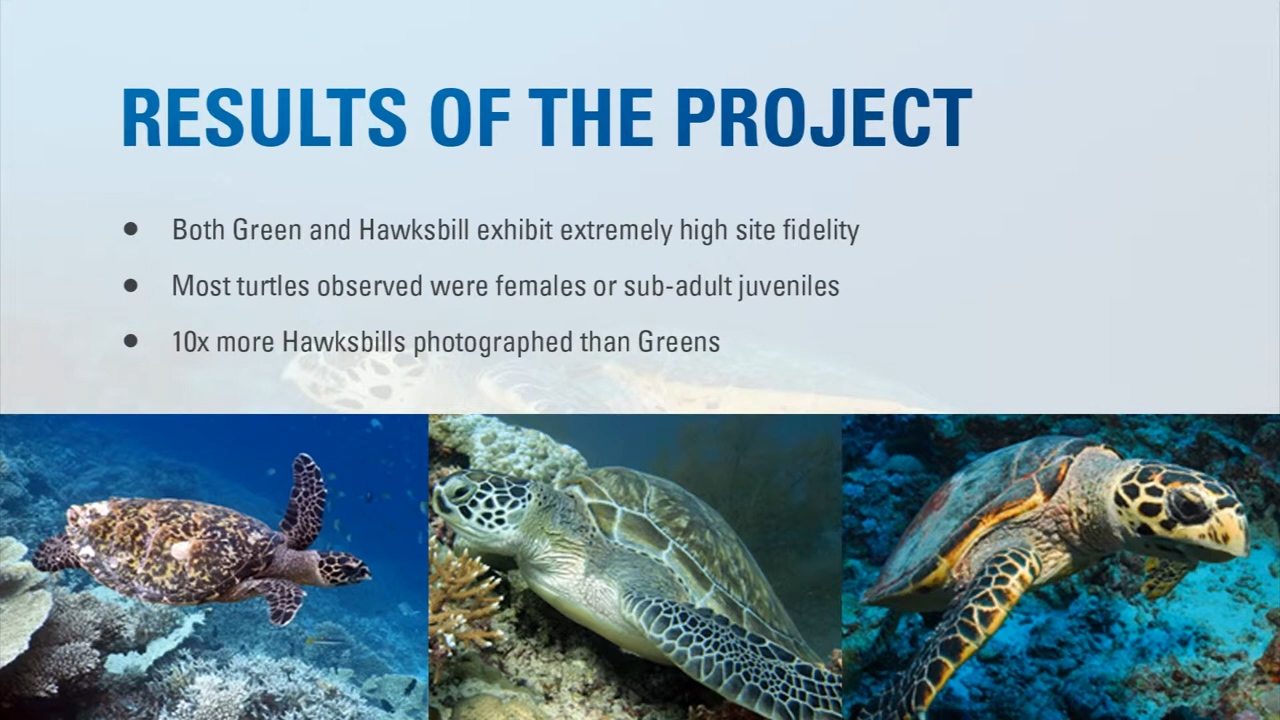 RESULTS OF THE PROJECT
● Both Green and Hawksbill exhibit extremely high site fidelity
● Most turtles observed were females or sub-adult juveniles
● 10x more Hawksbills photographed than Greens